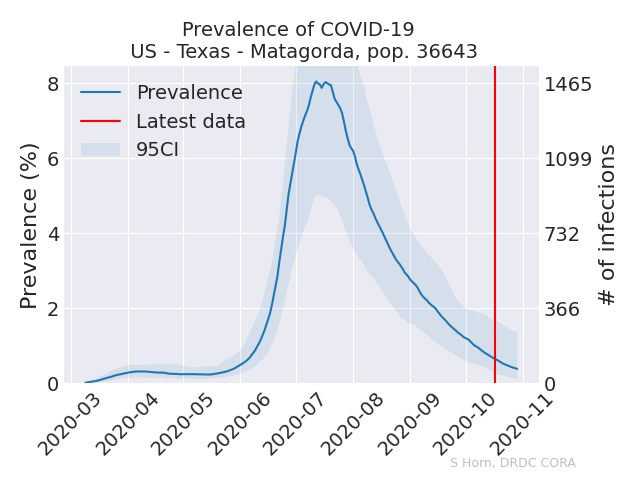 Prevalence of COVID-19
US - Texas - Matagorda, pop. 36643
Prevalence (%)
8
6
4
2
0
Prevalence
Latest data
95CI
1465
1099
732
366
0
# of infections
2020-03
2020-04
2020-05
2020-06
2020-07
2020-08
2020-09
2020-10
2020-11
S Horn, DRDC CORA